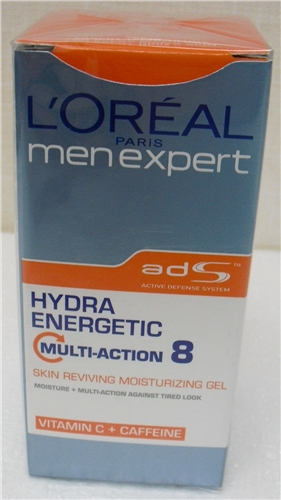 L'ORÉAL
PARIS
men expert
adS™
ACTIVE DEFENSE SYSTEM
HYDRA
ENERGETIC
MULTI-ACTION 8
SKIN REVIVING MOISTURIZING GEL
MOISTURE + MULTI-ACTION AGAINST TIRED LOOK
VITAMIN C + CAFFEINE